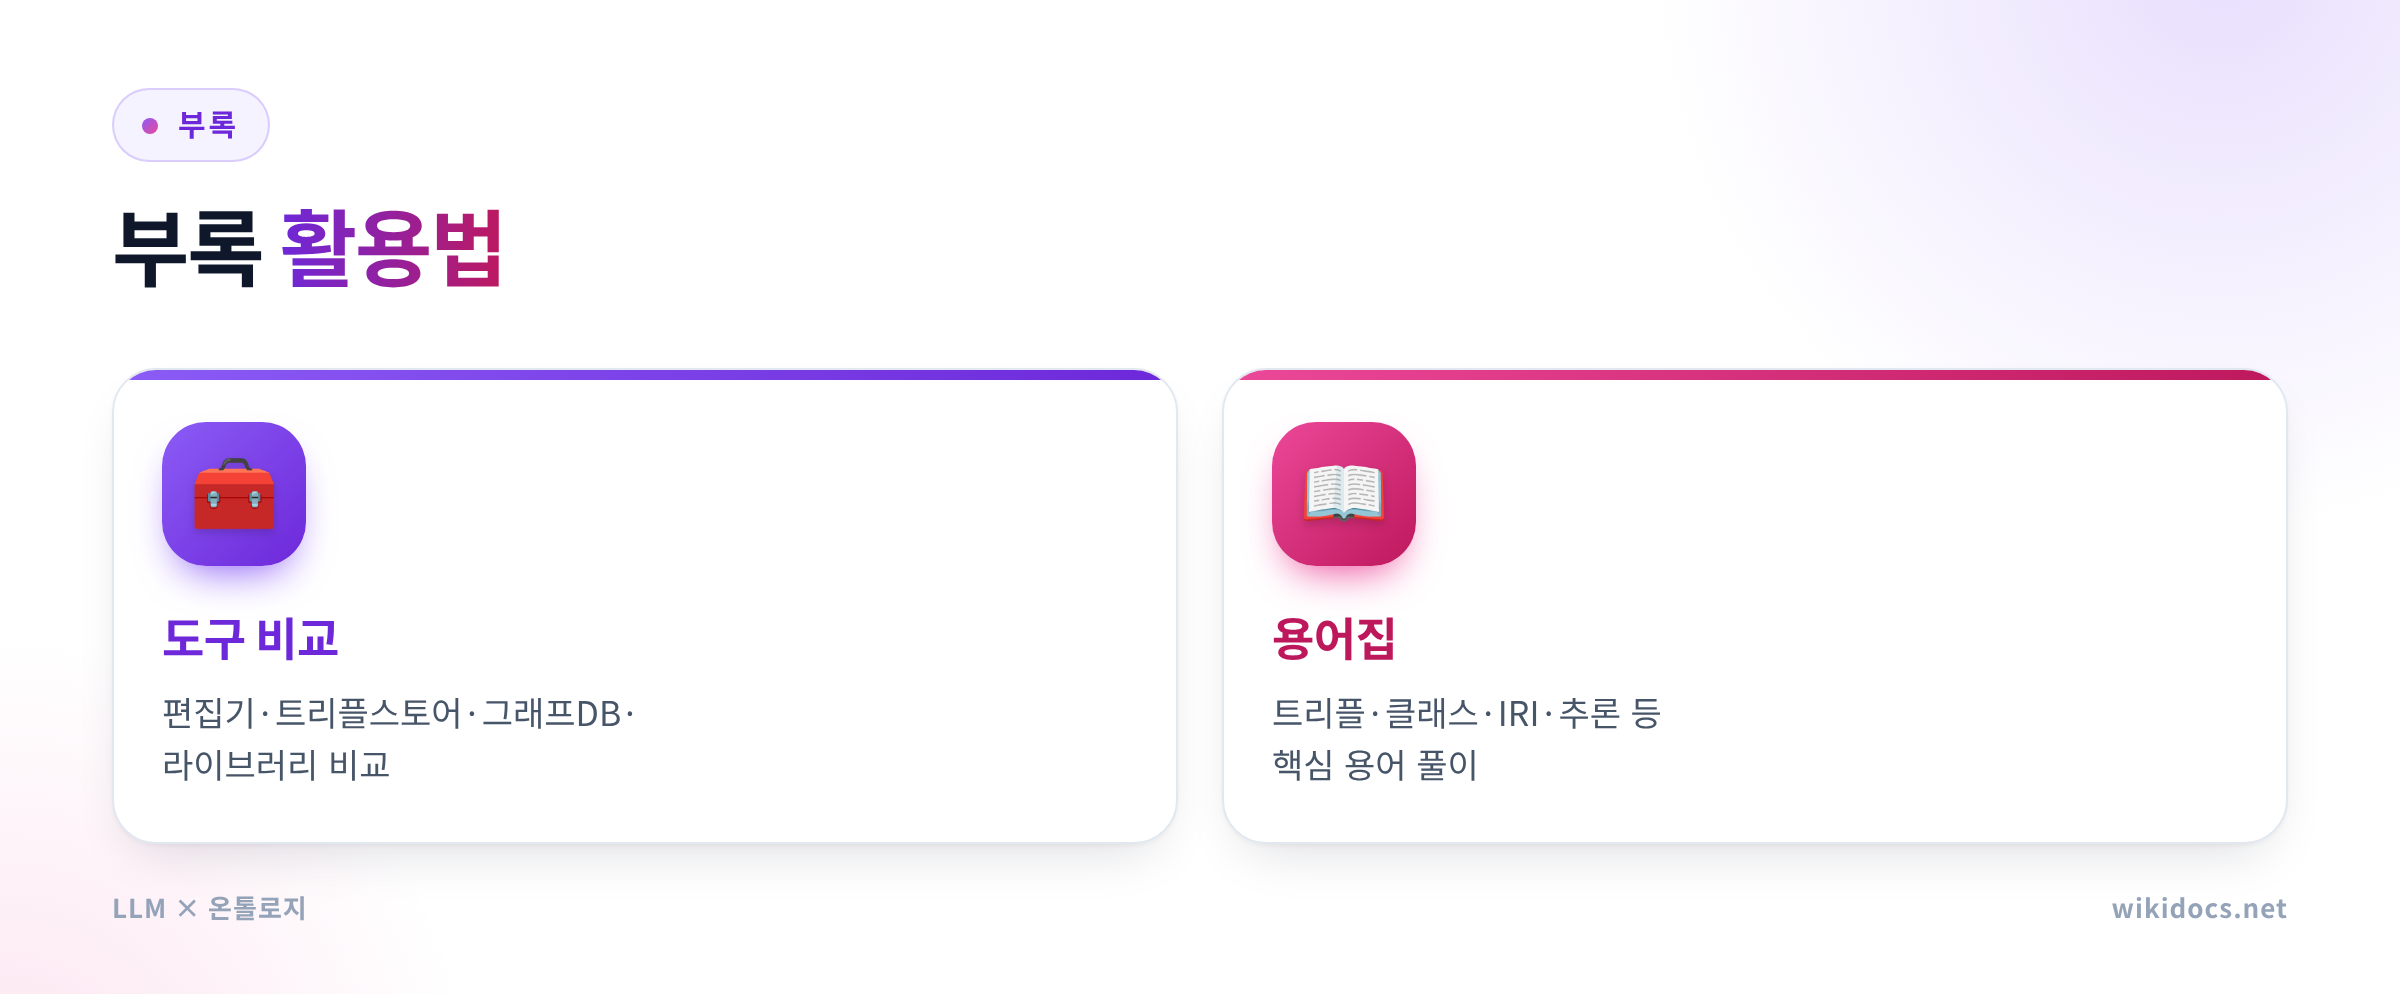 부록
부록 활용법
도구 비교
편집기·트리플스토어·그래프DB·
라이브러리 비교
용어집
트리플·클래스·IRI·추론 등
핵심 용어 풀이
LLM × 온톨로지
wikidocs.net